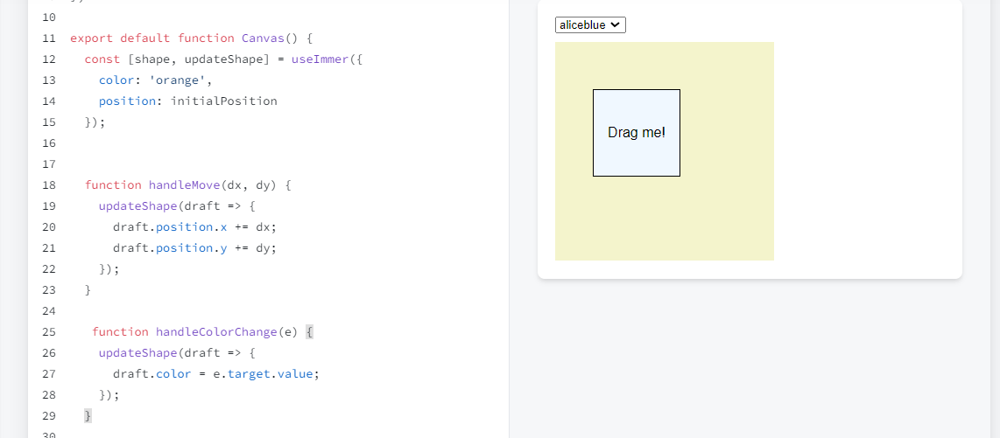 10
11 export default function Canvas() {
12 const [shape, updateShape] = useImmer({
13 color: 'orange',
14 position: initialPosition
15 });
16
17
18 function handleMove(dx, dy) {
19 updateShape(draft => {
20 draft.position.x += dx;
21 draft.position.y += dy;
22 });
23 }
24
25 function handleColorChange(e) {
26 updateShape(draft => {
27 draft.color = e.target.value;
28 });
29 }
30
aliceblue
Drag me!